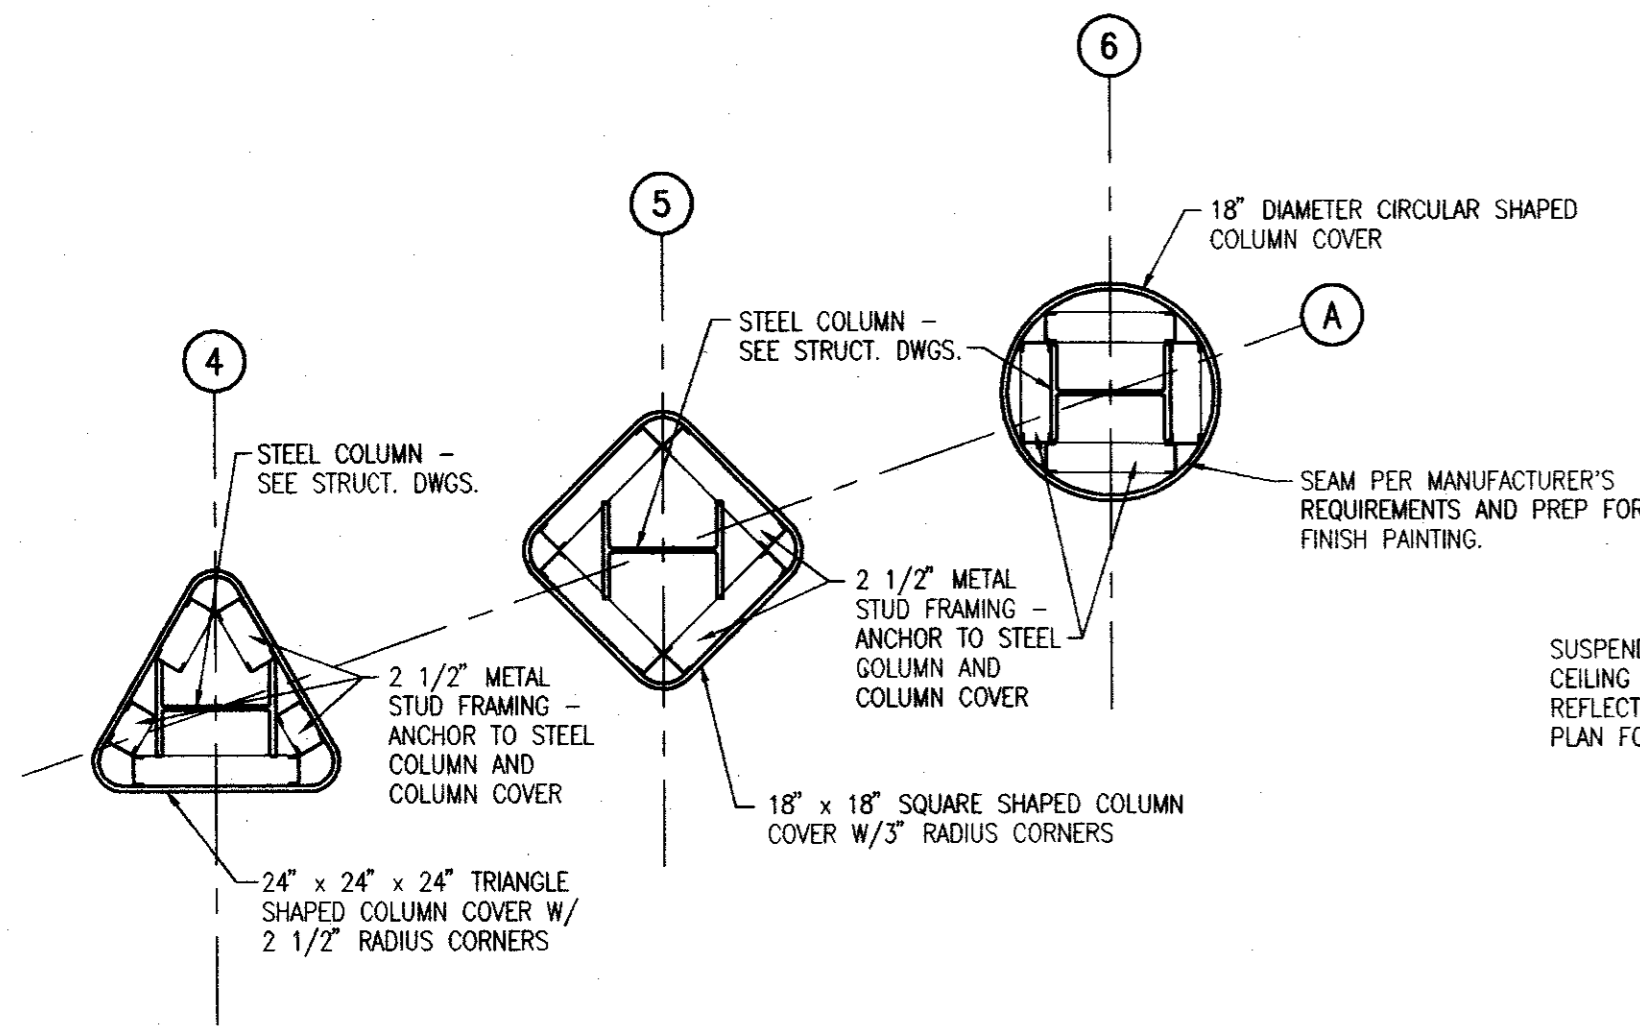 6
5
4
A
18" DIAMETER CIRCULAR SHAPED
COLUMN COVER
STEEL COLUMN –
SEE STRUCT. DWGS.
STEEL COLUMN –
SEE STRUCT. DWGS.
SEAM PER MANUFACTURER'S
REQUIREMENTS AND PREP FOR
FINISH PAINTING.
2 1/2" METAL
STUD FRAMING –
ANCHOR TO STEEL
COLUMN AND
COLUMN COVER
2 1/2" METAL
STUD FRAMING –
ANCHOR TO STEEL
COLUMN AND
COLUMN COVER
SUSPEND
CEILING
REFLECT
PLAN FO
18" x 18" SQUARE SHAPED COLUMN
COVER W/3" RADIUS CORNERS
24" x 24" x 24" TRIANGLE
SHAPED COLUMN COVER W/
2 1/2" RADIUS CORNERS